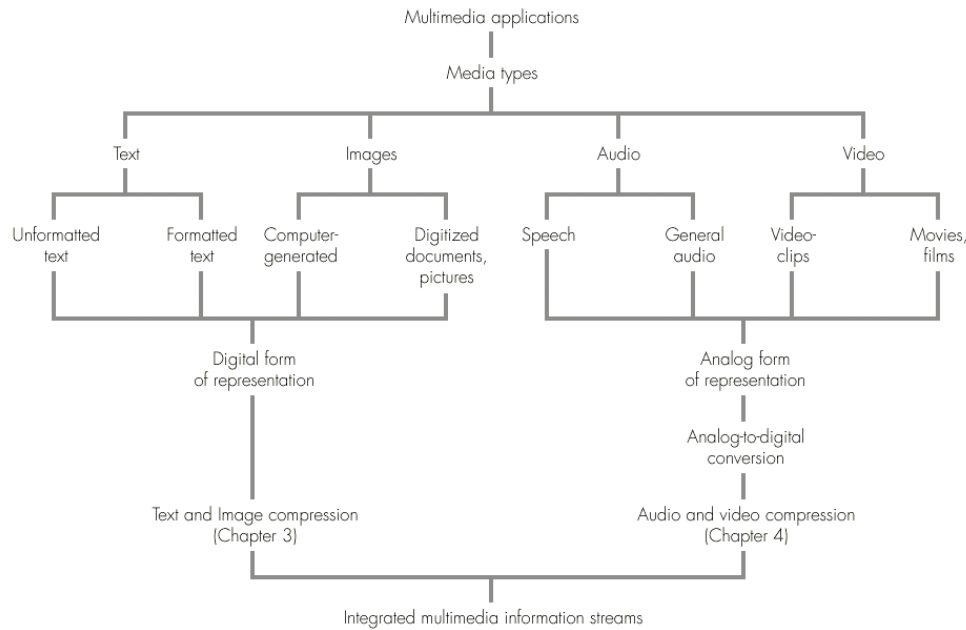 Multimedia applications
Media types
Text
Images
Audio
Video
Unformatted
text
Formatted
text
Computer-
generated
Digitized
documents,
pictures
Speech
General
audio
Video-
clips
Movies,
films
Digital form
of representation
Analog form
of representation
Analog-to-digital
conversion
Text and Image compression
(Chapter 3)
Audio and video compression
(Chapter 4)
Integrated multimedia information streams